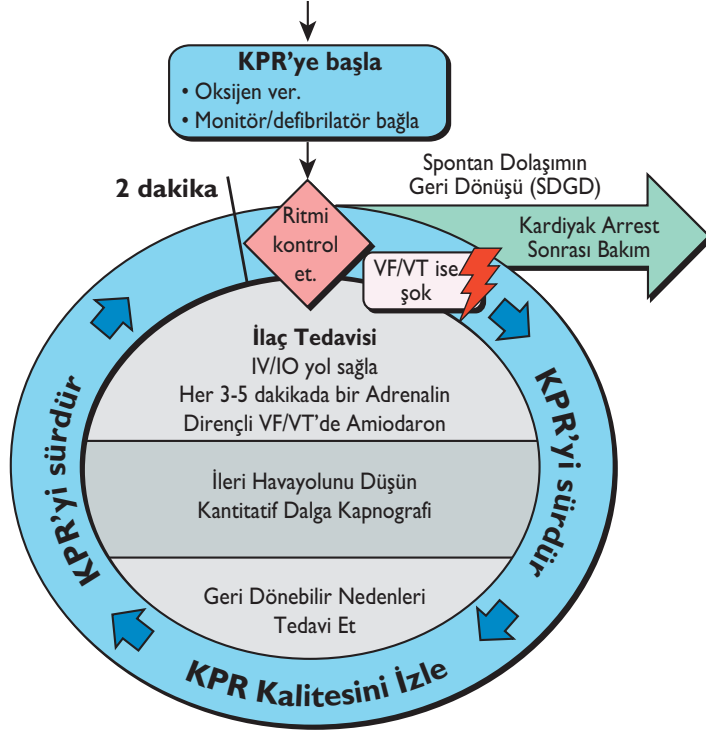 KPR'ye başla
• Oksijen ver.
• Monitör/defibrilatör bağla
2 dakika
Spontan Dolaşımın
Geri Dönüşü (SDGD)
Ritmi
kontrol
et.
Kardiyak Arrest
Sonrası Bakım
VF/VT ise
şok
İlaç Tedavisi
IV/IO yol sağla
Her 3-5 dakikada bir Adrenalin
Dirençli VF/VT'de Amiodaron
KPR'yi sürdür
KPR'yi sürdür
İleri Havayolunu Düşün
Kantitatif Dalga Kapnografi
Geri Dönebilir Nedenleri
Tedavi Et
KPR Kalitesini İzle